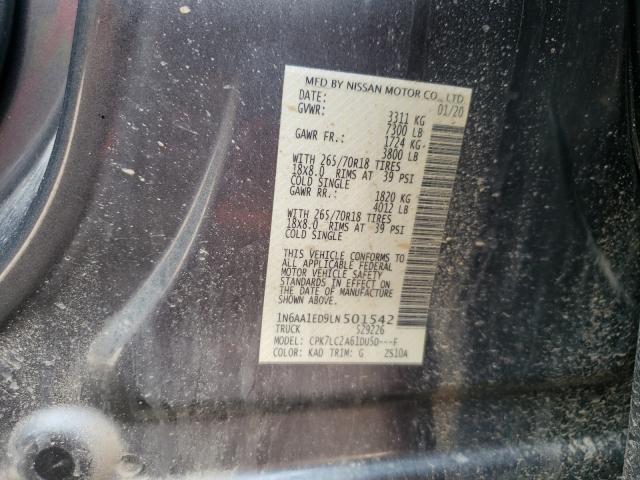 MFD BY NISSAN MOTOR CO., LTD
DATE: 01/20
GVWR: 3311 KG
7300 LB
GAWR FR.: 1724 KG
3800 LB
WITH 265/70R18 TIRES
18x8.0 RIMS AT 39 PSI
COLD SINGLE
GAWR RR.: 1820 KG
4012 LB
WITH 265/70R18 TIRES
18x8.0 RIMS AT 39 PSI
COLD SINGLE
THIS VEHICLE CONFORMS TO
ALL APPLICABLE FEDERAL
MOTOR VEHICLE SAFETY
STANDARDS IN EFFECT ON
THE DATE OF MANUFACTURE
SHOWN ABOVE.
1N6AA1ED9LN501542
TRUCK S29226
MODEL: CPK7LC2A61DU50---F
COLOR: KAD TRIM: G ZS10A